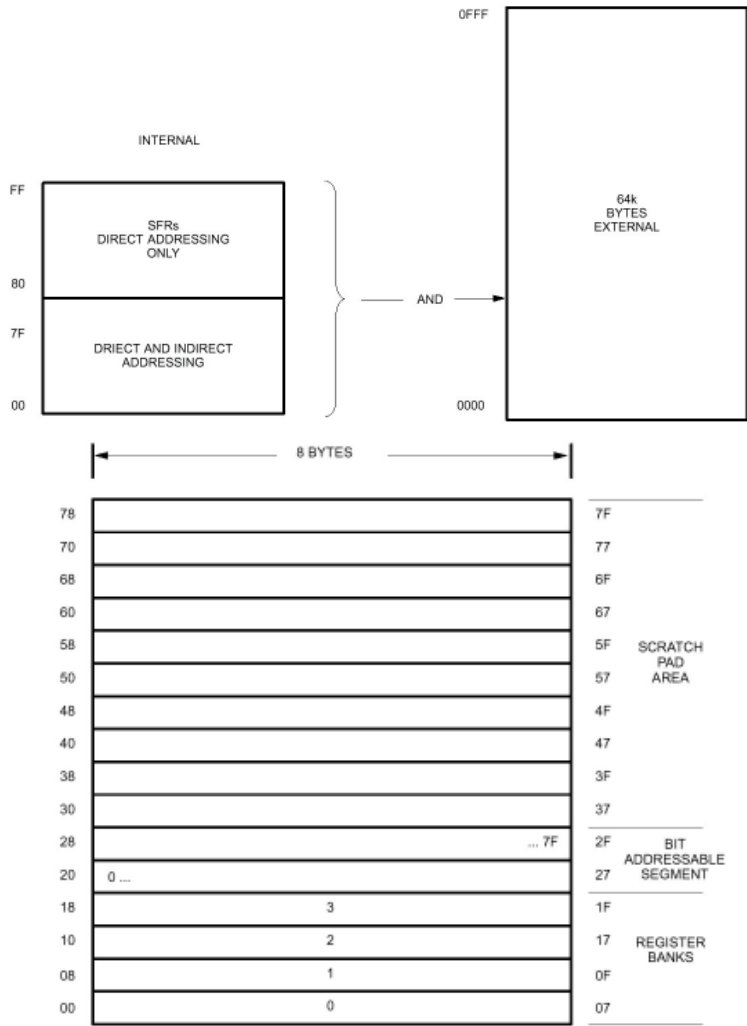 0FFF
INTERNAL
FF
SFRs
DIRECT ADDRESSING
ONLY
64k
BYTES
EXTERNAL
80
AND
7F
DRIECT AND INDIRECT
ADDRESSING
00
0000
8 BYTES
78 7F
70 77
68 6F
60 67
58 5F
SCRATCH
PAD
AREA
50 57
48 4F
40 47
38 3F
30 37
28 ... 7F 2F
BIT
ADDRESSABLE
SEGMENT
20 0 ... 27
18 3 1F
10 2 17
REGISTER
BANKS
08 1 0F
00 0 07